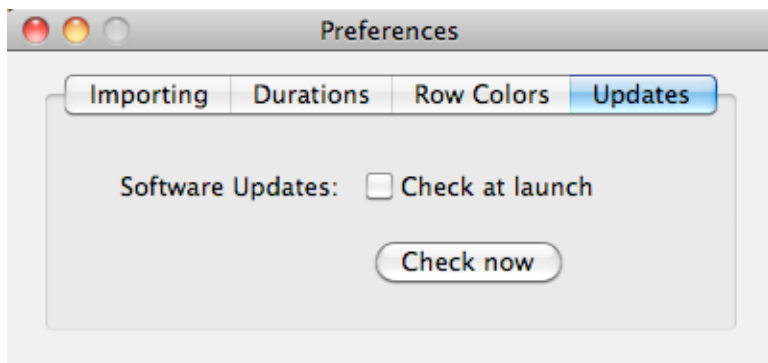 Preferences
Importing Durations Row Colors Updates
Software Updates: Check at launch
Check now